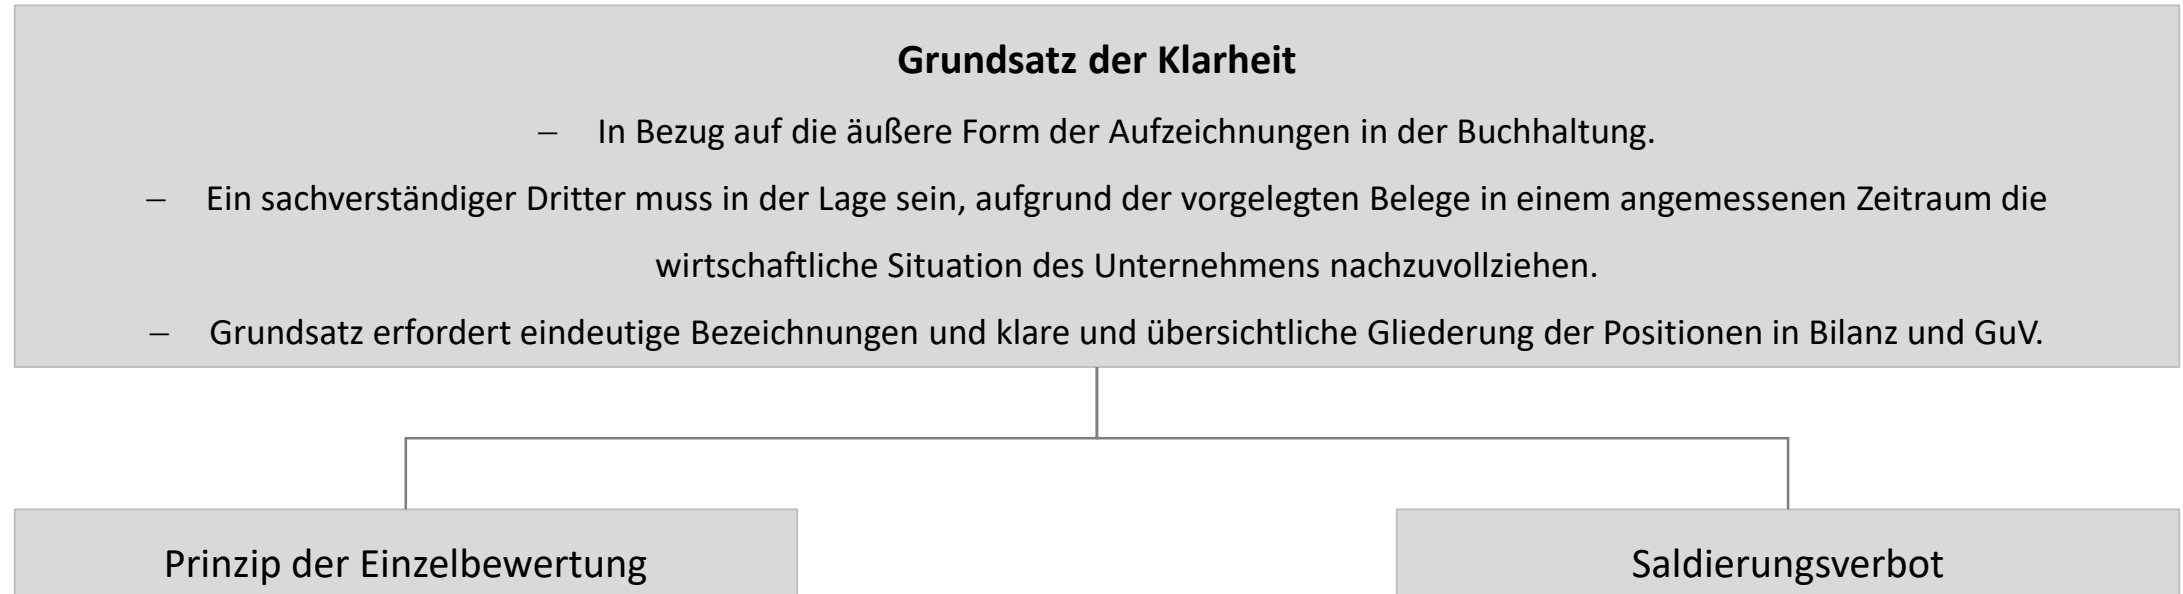 Grundsatz der Klarheit
– In Bezug auf die äußere Form der Aufzeichnungen in der Buchhaltung.
– Ein sachverständiger Dritter muss in der Lage sein, aufgrund der vorgelegten Belege in einem angemessenen Zeitraum die
wirtschaftliche Situation des Unternehmens nachzuvollziehen.
– Grundsatz erfordert eindeutige Bezeichnungen und klare und übersichtliche Gliederung der Positionen in Bilanz und GuV.
Prinzip der Einzelbewertung
Saldierungsverbot